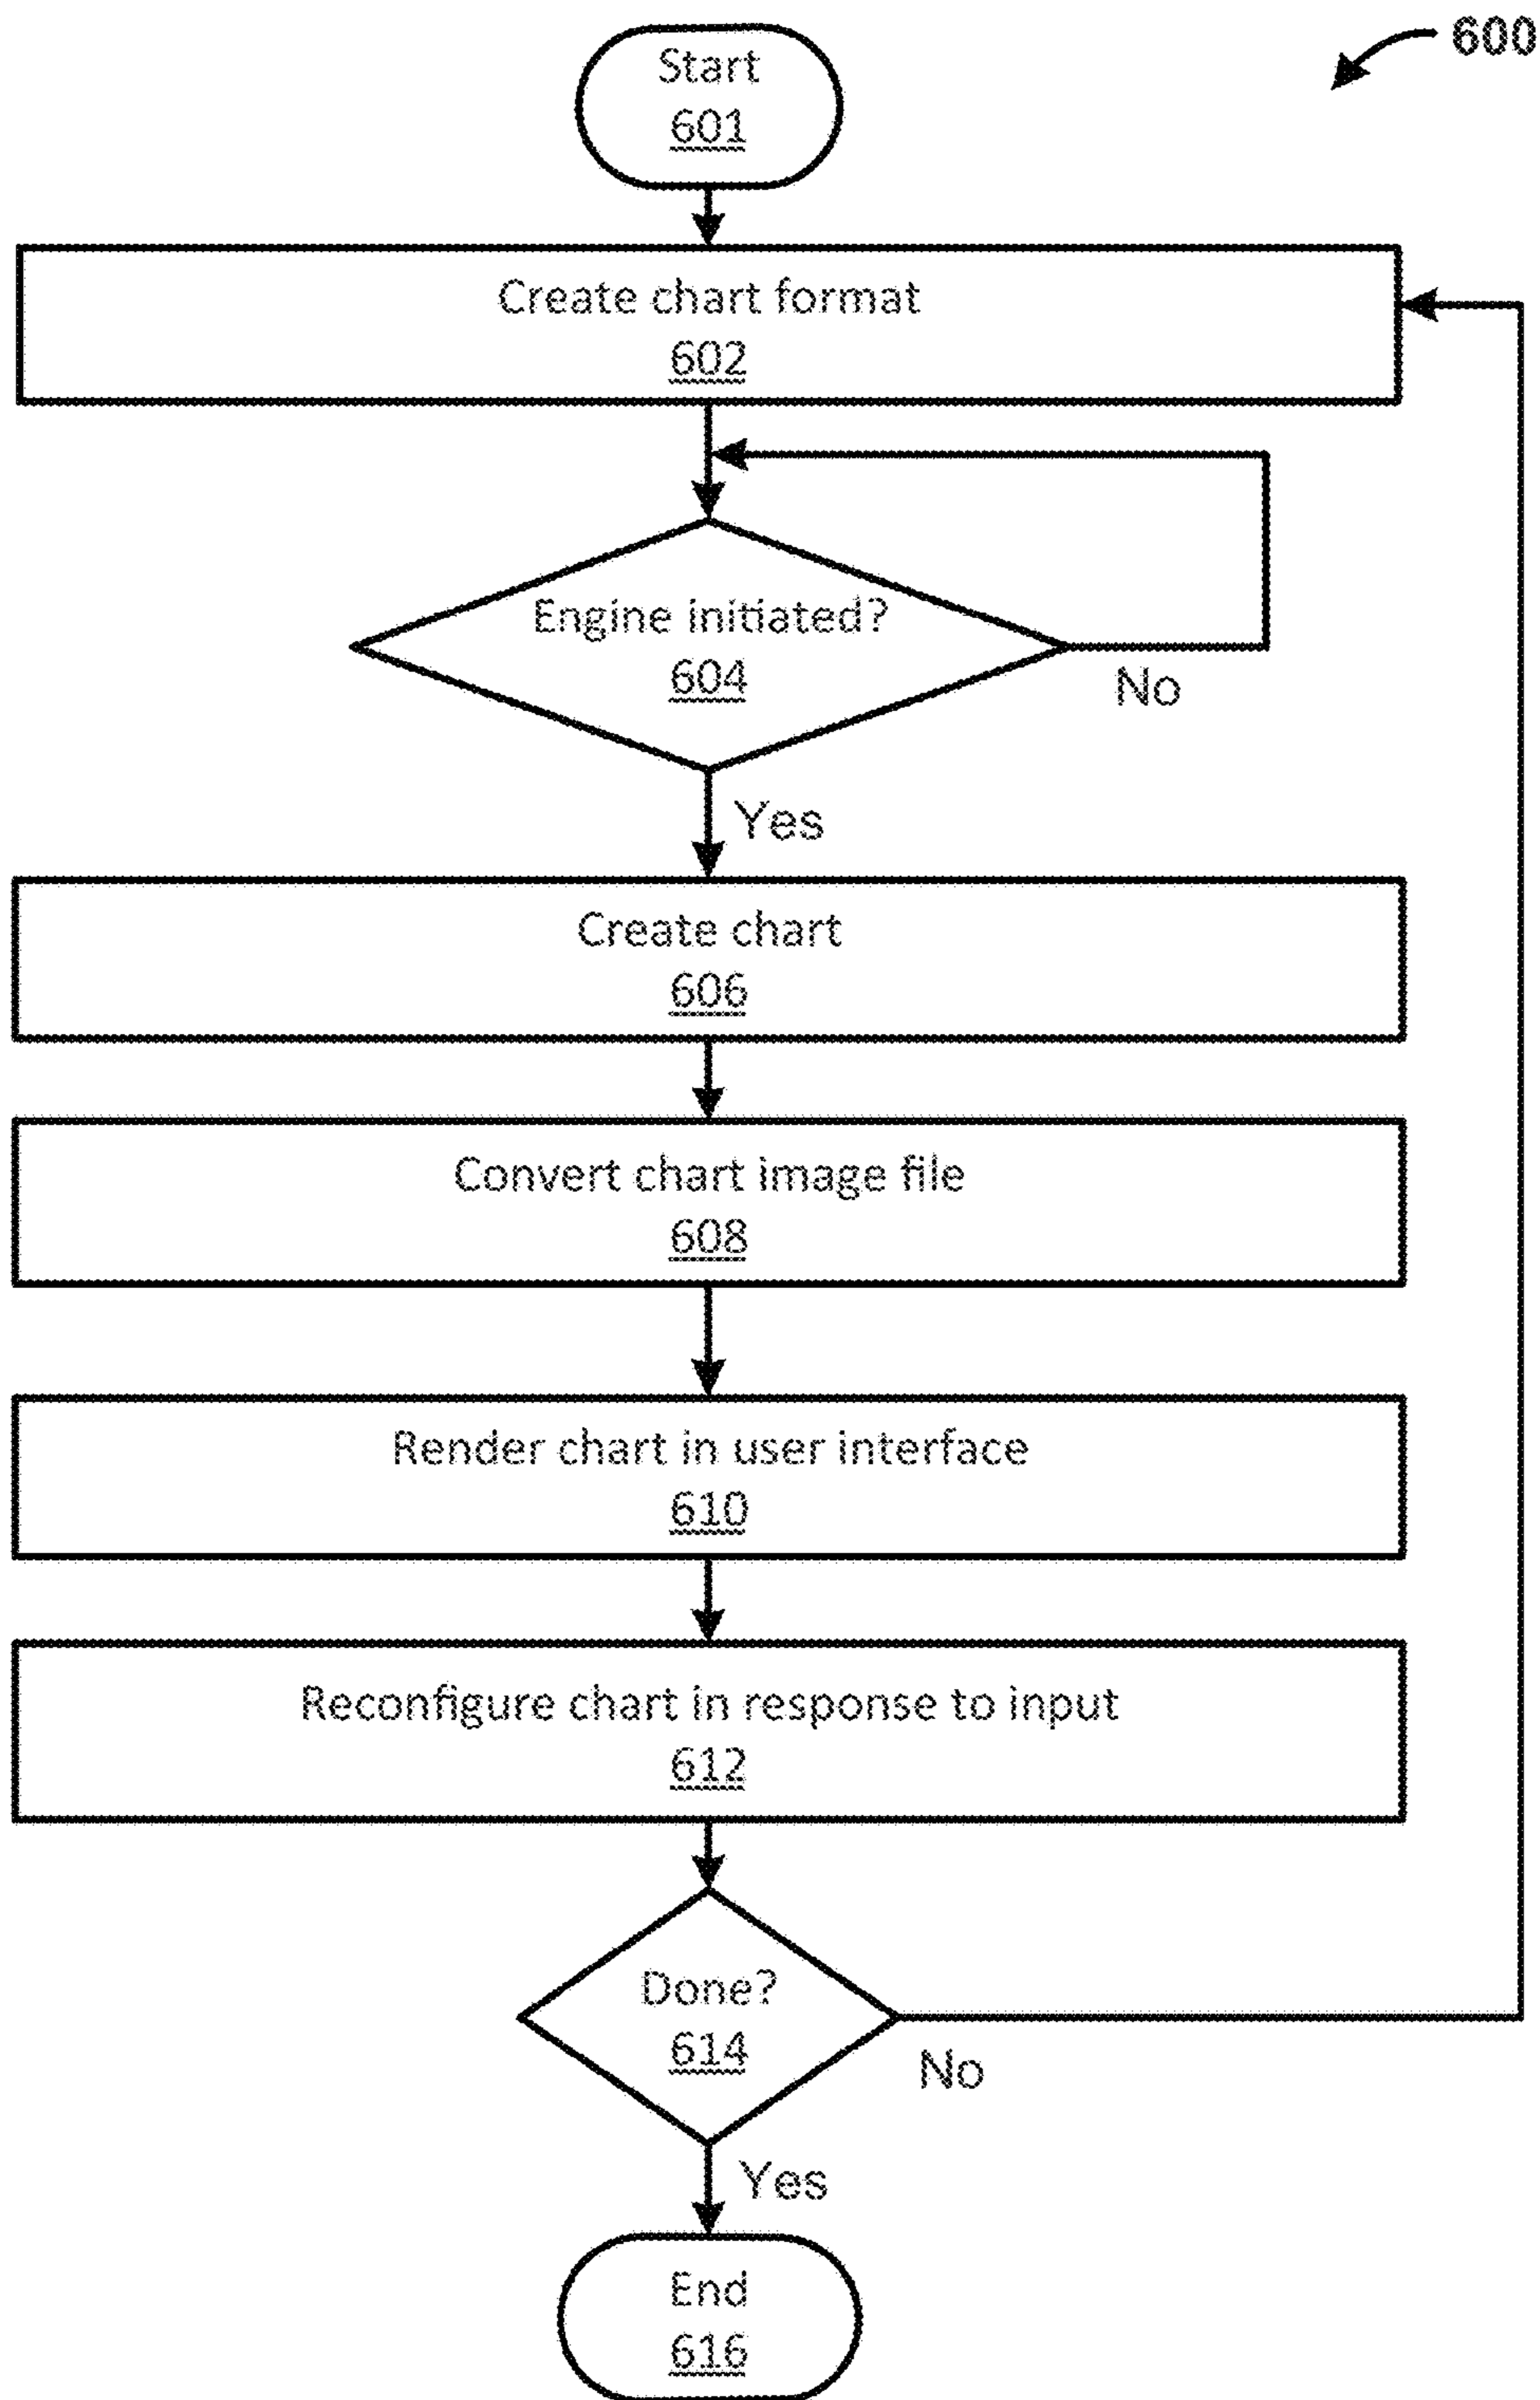 600
Start
601
Create chart format
602
Engine initiated?
604
No
Yes
Create chart
606
Convert chart image file
608
Render chart in user interface
610
Reconfigure chart in response to input
612
Done?
614
No
Yes
End
616